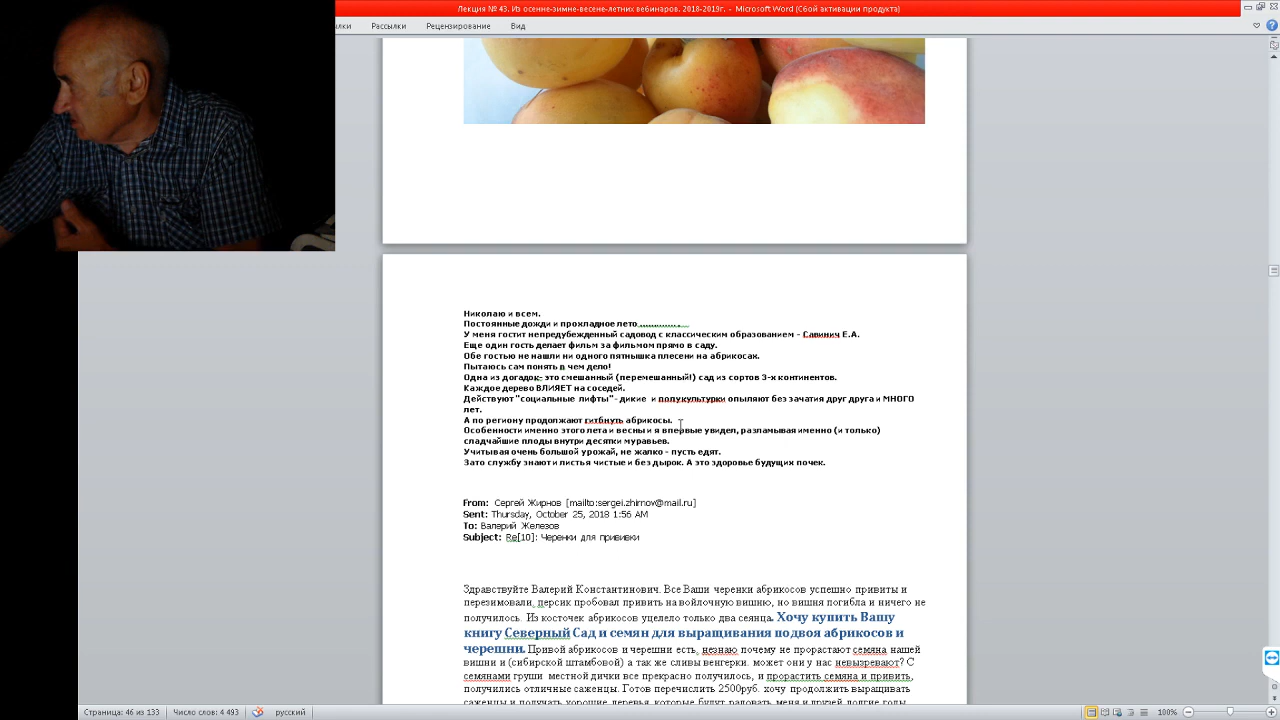 Лекция № 43. Из осенне-зимне-весене-летних вебинаров. 2018-2019г. - Microsoft Word (Сбой активации продукта)
Рассылки Рецензирование Вид
Николаю и всем.
Постоянные дожди и прохладное лето
У меня гостит непредубежденный садовод с классическим образованием - Савинич Е.А.
Еще один гость делает фильм за фильмом прямо в саду.
Обе гостью не нашли ни одного пятнышка плесени на абрикосах.
Пытаюсь сам понять в чем дело!
Одна из догадок- это смешанный (перемешанный!) сад из сортов 3-х континентов.
Каждое дерево ВЛИЯЕТ на соседей.
Действуют "социальные лифты"- дикие и полукультурки опыляют без зачатия друг друга и МНОГО
лет.
А по региону продолжают гитбнуть абрикосы.
Особенности именно этого лета и весны и я впервые увидел, разламывая именно (и только)
сладчайшие плоды внутри десятки муравьев.
Учитывая очень большой урожай, не жалко - пусть едят.
Зато службу знают и листья чистые и без дырок. А это здоровье будущих почек.
From: Сергей Жирнов [mailto:sergei.zhirnov@mail.ru]
Sent: Thursday, October 25, 2018 1:56 AM
To: Валерий Железов
Subject: Re[10]: Черенки для прививки
Здравствуйте Валерий Константинович. Все Ваши черенки абрикосов успешно привиты и
перезимовали, персик пробовал привить на войлочную вишню, но вишня погибла и ничего не
получилось. Из косточек абрикосов уцелело только два сеянца. Хочу купить Вашу
книгу Северный Сад и семян для выращивания подвоя абрикосов и
черешни. Привой абрикосов и черешни есть, незнаю почему не прорастают семяна нашей
вишни и (сибирской штамбовой) а так же сливы венгерки. может они у нас невызревают? С
семянами груши местной дички все прекрасно получилось, и прорастить семяна и привить,
получились отличные саженцы. Готов перечислить 2500руб. хочу продолжить выращивать
саженцы и получать хорошие деревья, которые будут радовать меня и друзей долгие годы
Страница: 46 из 133 Число слов: 4 493 русский 100%